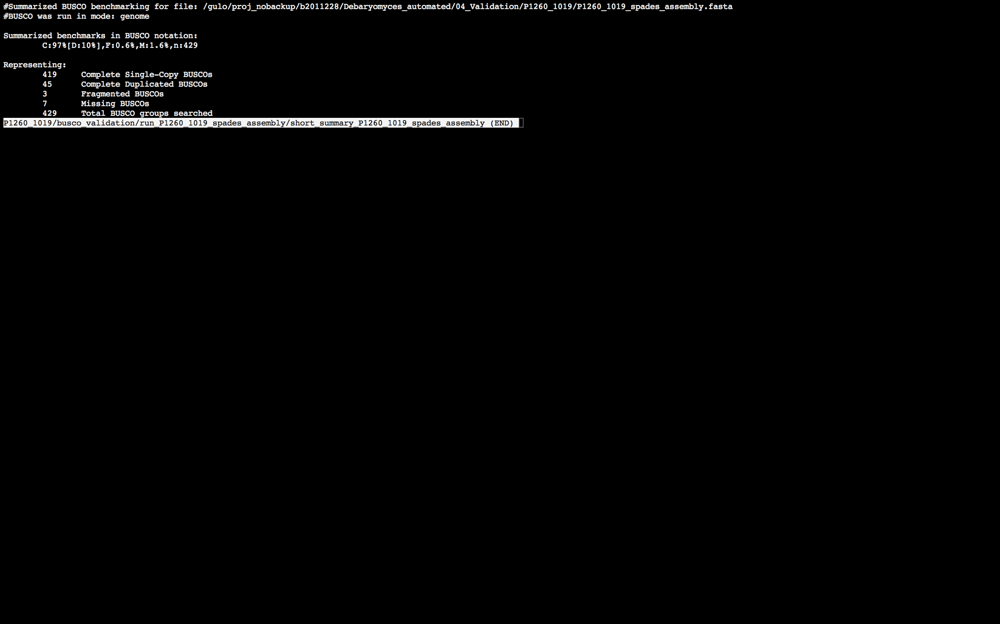 #Summarized BUSCO benchmarking for file: /gulo/proj_nobackup/b2011228/Debaryomyces_automated/04_Validation/P1260_1019/P1260_1019_spades_assembly.fasta
#BUSCO was run in mode: genome
Summarized benchmarks in BUSCO notation:
C:97%[D:10%],F:0.6%,M:1.6%,n:429
Representing:
419 Complete Single-Copy BUSCOs
45 Complete Duplicated BUSCOs
3 Fragmented BUSCOs
7 Missing BUSCOs
429 Total BUSCO groups searched
P1260_1019/busco_validation/run_P1260_1019_spades_assembly/short_summary_P1260_1019_spades_assembly (END)